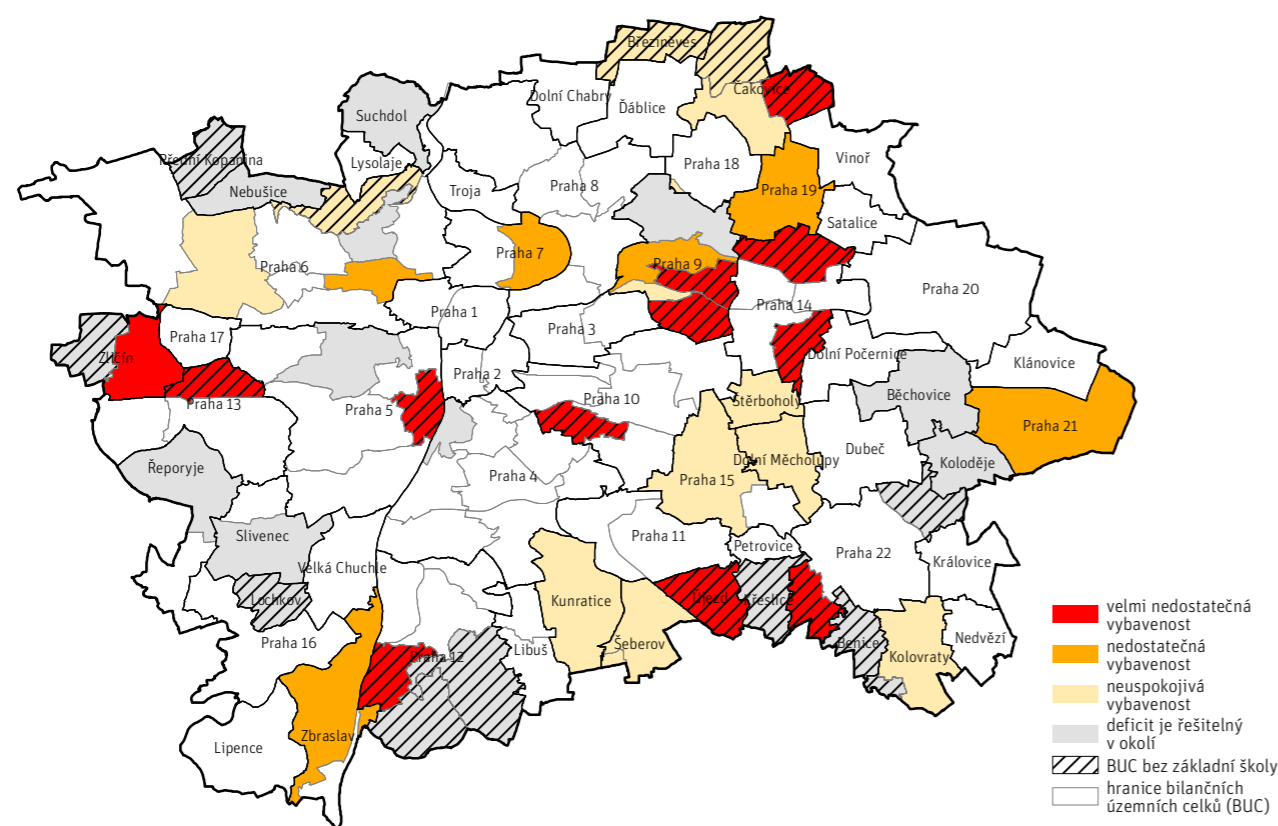 Březiněves
Čakovice
Dolní Chabry
Ďáblice
Suchdol
Přední Kopanina
Lysolaje
Praha 18
Vinoř
Nebušice
Troja
Praha 8
Praha 19
Satalice
Praha 6
Praha 7
Praha 9
Praha 20
Praha 1
Praha 14
Praha 17
Praha 3
Zličín
Dolní Počernice
Klánovice
Praha 2
Praha 13
Praha 5
Praha 10
Štěrboholy
Běchovice
Praha 21
Řeporyje
Praha 4
Praha 15
Dolní Měcholupy
Dubeč
Koloděje
Slivenec
Praha 11
Petrovice
Praha 22
Královice
Velká Chuchle
Lochkov
Kunratice
Újezd
Křeslice
Praha 16
Libuš
Šeberov
Benice
Nedvězí
Praha 12
Kolovraty
Lipence
Zbraslav
velmi nedostatečná
vybavenost
nedostatečná
vybavenost
neuspokojivá
vybavenost
deficit je řešitelný
v okolí
BUC bez základní školy
hranice bilančních
územních celků (BUC)